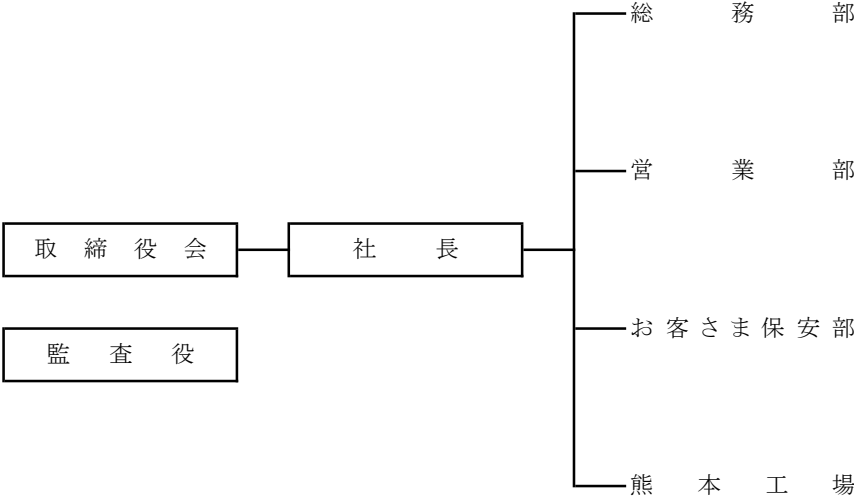 総務部
営業部
取締役会
社長
お客さま保安部
監査役
熊本工場